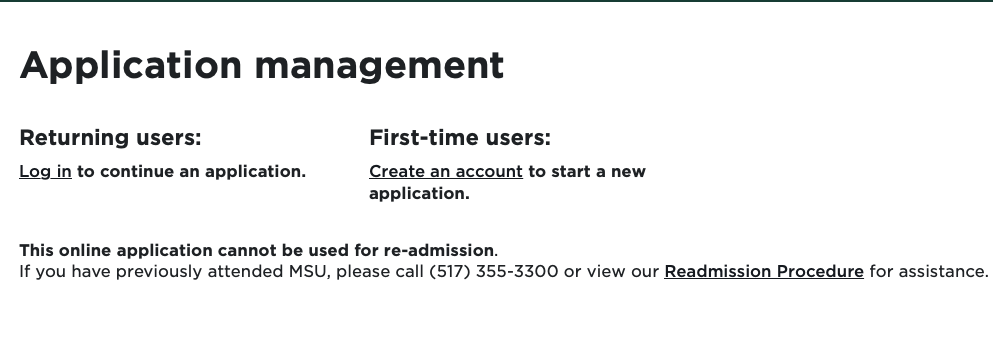 Application management
Returning users:
Log in to continue an application.
First-time users:
Create an account to start a new
application.
This online application cannot be used for re-admission.
If you have previously attended MSU, please call (517) 355-3300 or view our Readmission Procedure for assistance.